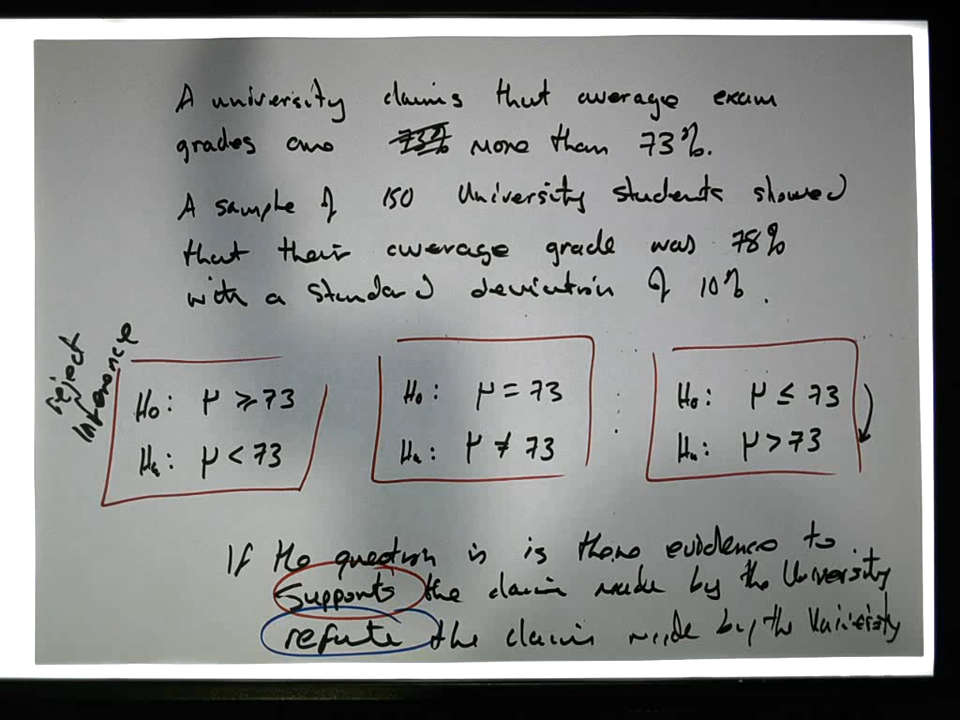 A university claims that average exam
grades are 73% more than 73%.
A sample of 150 University students showed
that their average grade was 78%
with a standard deviation of 10%.
Reject
H₀: μ ≥ 73
Hₐ: μ < 73
H₀: μ = 73
Hₐ: μ ≠ 73
H₀: μ ≤ 73
Hₐ: μ > 73
If the question is is there evidence to
Supports the claim made by the University
refute the claim made by the University